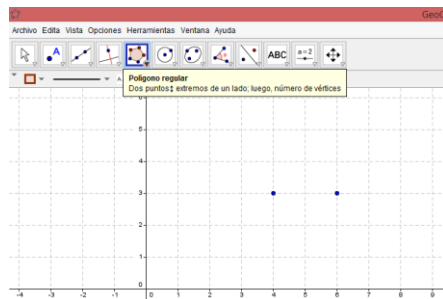 GeoG
Archivo Edita Vista Opciones Herramientas Ventana Ayuda
A
ABC
a=2
A
Polígono regular
Dos puntos‡ extremos de un lado; luego, número de vértices
5
4
3
2
1
0
-4 -3 -2 -1 0 1 2 3 4 5 6 7 8 9